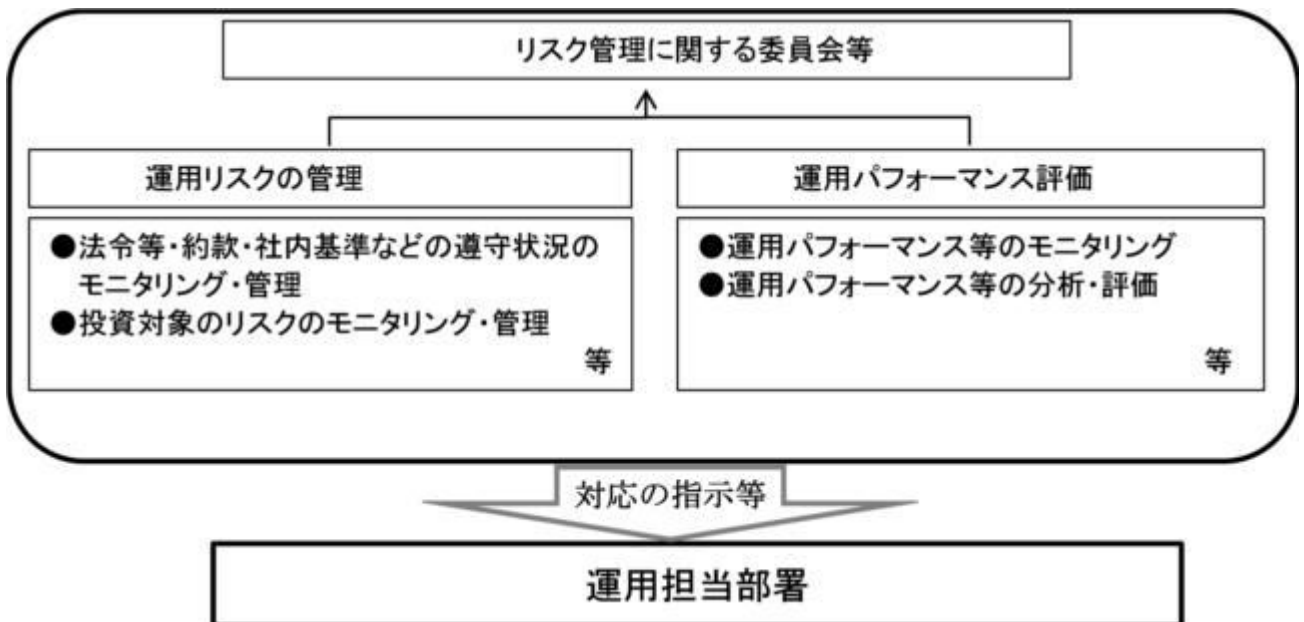 リスク管理に関する委員会等
運用リスクの管理
●法令等・約款・社内基準などの遵守状況の
モニタリング・管理
●投資対象のリスクのモニタリング・管理
等
運用パフォーマンス評価
●運用パフォーマンス等のモニタリング
●運用パフォーマンス等の分析・評価
等
対応の指示等
運用担当部署